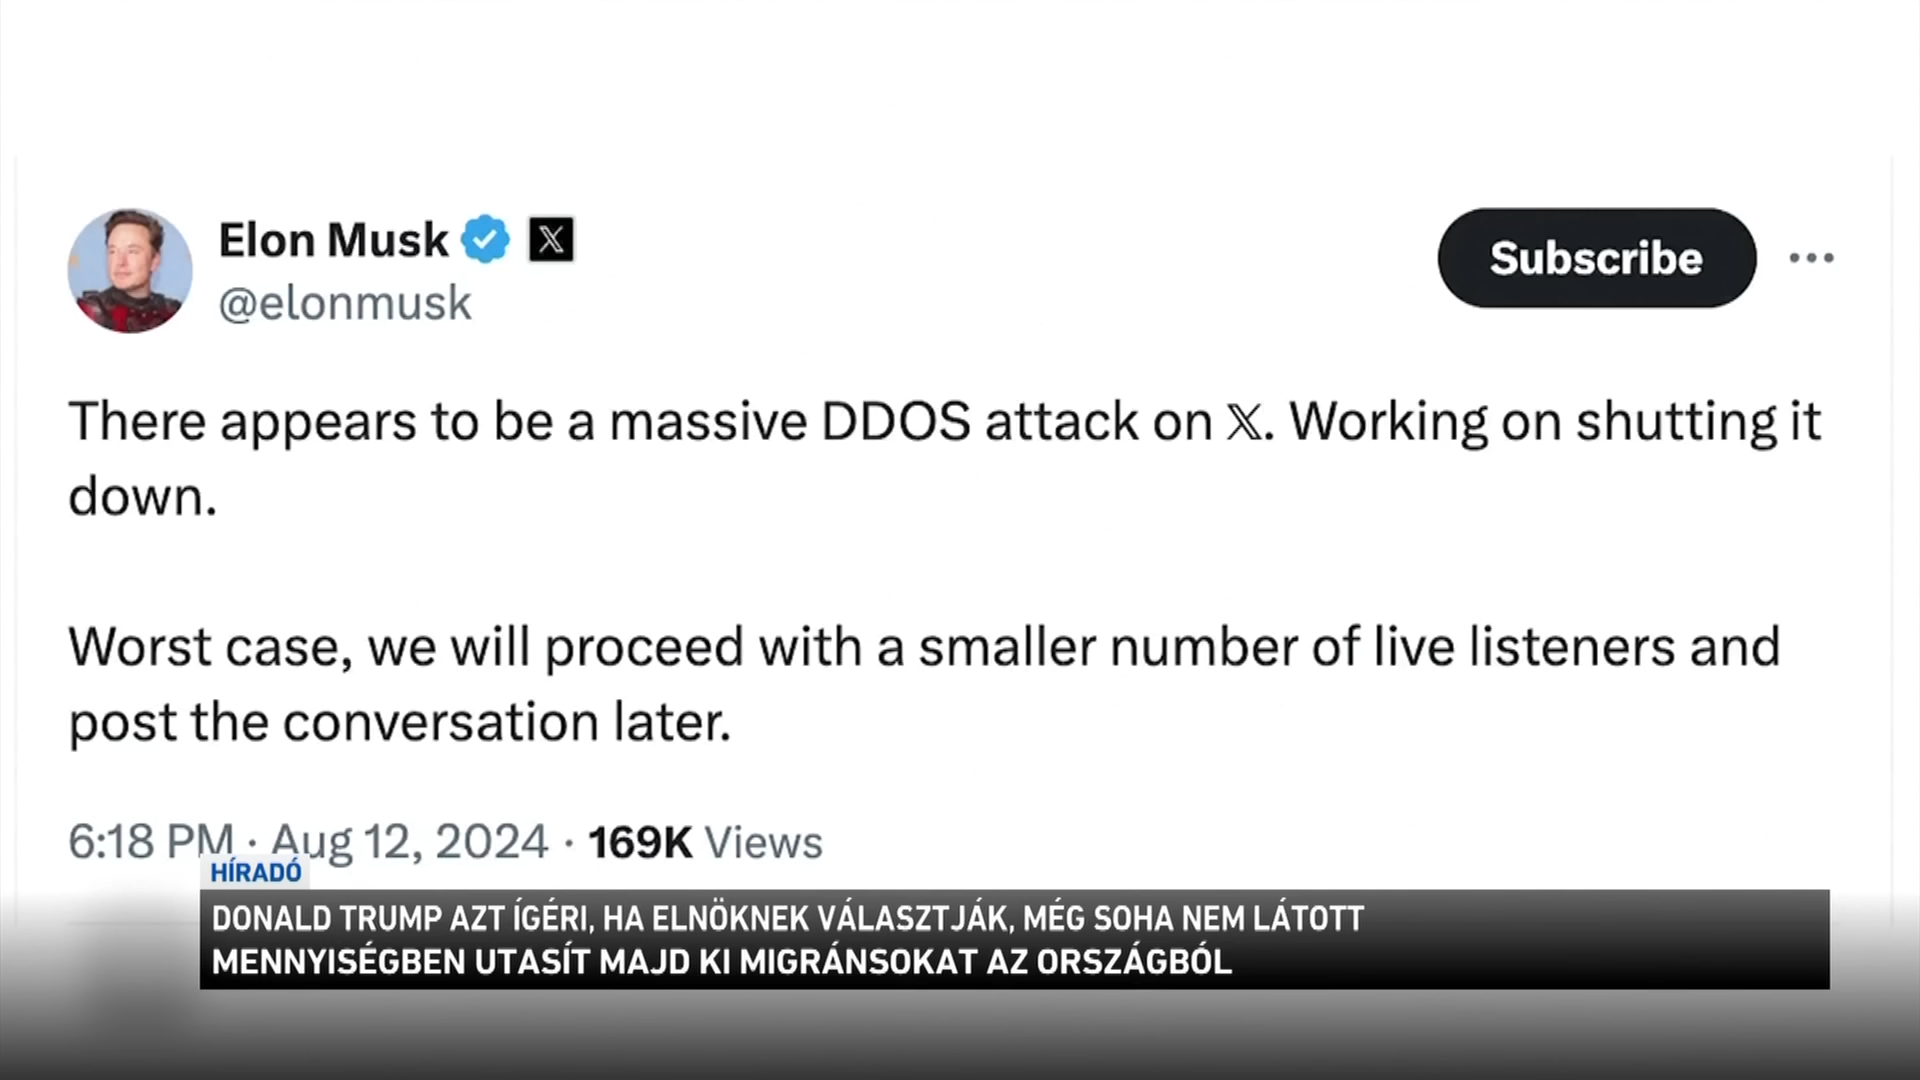 Elon Musk
@elonmusk
Subscribe
There appears to be a massive DDOS attack on 𝕏. Working on shutting it
down.
Worst case, we will proceed with a smaller number of live listeners and
post the conversation later.
6:18 PM · Aug 12, 2024 · 169K Views
HÍRADÓ
DONALD TRUMP AZT ÍGÉRI, HA ELNÖKNEK VÁLASZTJÁK, MÉG SOHA NEM LÁTOTT
MENNYISÉGBEN UTASÍT MAJD KI MIGRÁNSOKAT AZ ORSZÁGBÓL